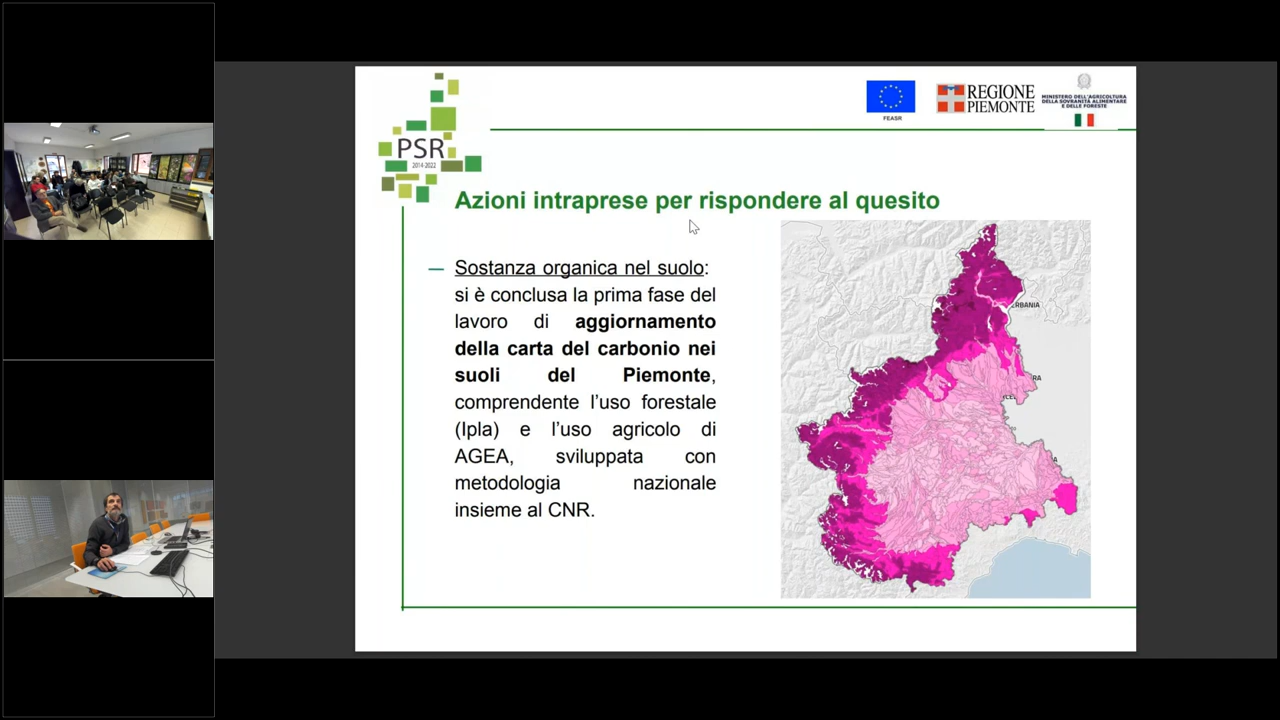 PSR
2014-2022
FEASR
REGIONE
PIEMONTE
MINISTERO DELL'AGRICOLTURA
DELLA SOVRANITÀ ALIMENTARE
E DELLE FORESTE
Azioni intraprese per rispondere al quesito
– Sostanza organica nel suolo:
si è conclusa la prima fase del
lavoro di aggiornamento
della carta del carbonio nei
suoli del Piemonte,
comprendente l'uso forestale
(Ipla) e l'uso agricolo di
AGEA, sviluppata con
metodologia nazionale
insieme al CNR.
ERBANIA
RA
A